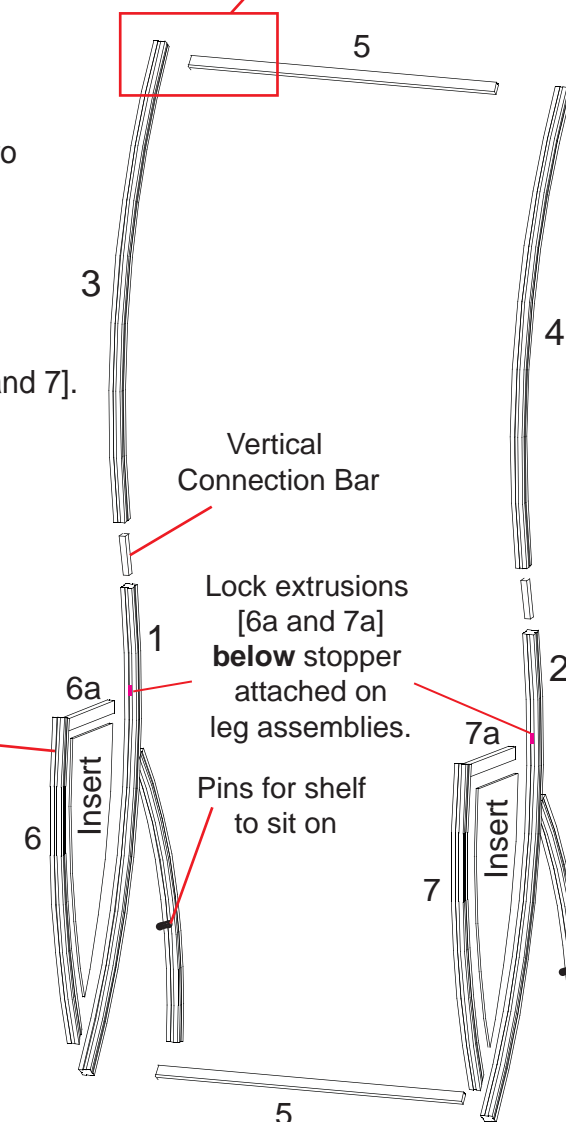 5
o
3
4
and 7].
Vertical
Connection Bar
Lock extrusions
[6a and 7a]
below stopper
attached on
leg assemblies.
1
2
6a
7a
Insert
Insert
Pins for shelf
to sit on
6
7
5